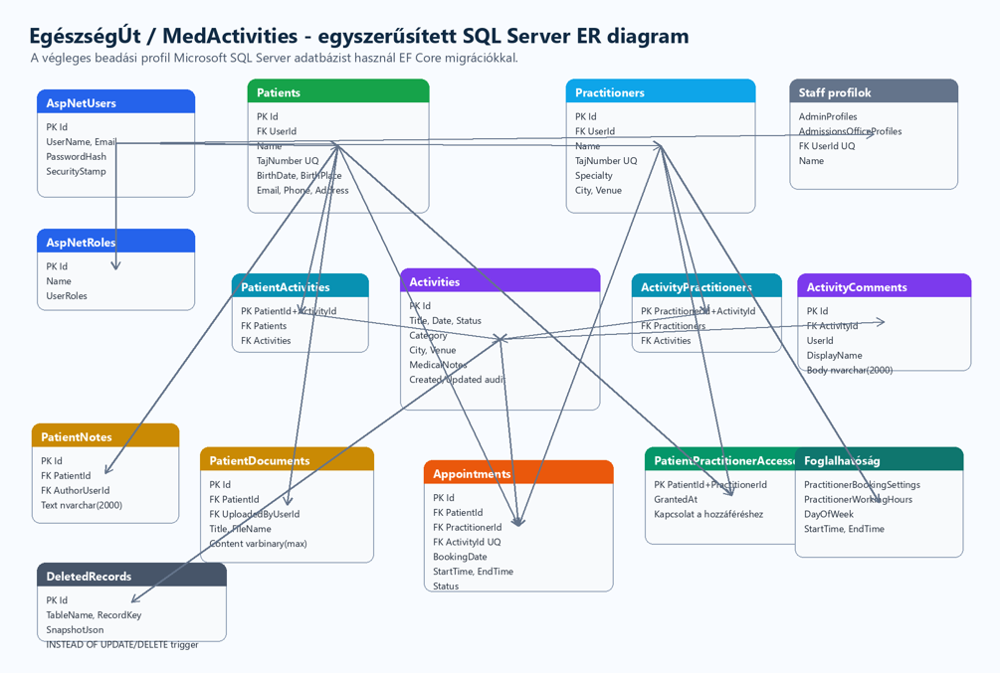 EgészségÚt / MedActivities - egyszerűsített SQL Server ER diagram
A végleges beadási profil Microsoft SQL Server adatbázist használ EF Core migrációkkal.
AspNetUsers
PK Id
UserName, Email
PasswordHash
SecurityStamp
Patients
PK Id
FK UserId
Name
TajNumber UQ
BirthDate, BirthPlace
Email, Phone, Address
Practitioners
PK Id
FK UserId
Name
TajNumber UQ
Specialty
City, Venue
Staff profilok
AdminProfiles
AdmissionsOfficeProfiles
FK UserId UQ
Name
AspNetRoles
PK Id
Name
UserRoles
PatientActivities
PK PatientId+ActivityId
FK Patients
FK Activities
Activities
PK Id
Title, Date, Status
Category
City, Venue
MedicalNotes
Created/Updated audit
ActivityPractitioners
PK PractitionerId+ActivityId
FK Practitioners
FK Activities
ActivityComments
PK Id
FK ActivityId
UserId
DisplayName
Body nvarchar(2000)
PatientNotes
PK Id
FK PatientId
FK AuthorUserId
Text nvarchar(2000)
PatientDocuments
PK Id
FK PatientId
FK UploadedByUserId
Title, FileName
Content varbinary(max)
Appointments
PK Id
FK PatientId
FK PractitionerId
FK ActivityId UQ
BookingDate
StartTime, EndTime
Status
PatientPractitionerAccesse
PK PatientId+PractitionerId
GrantedAt
Kapcsolat a hozzáféréshez
Foglalhatóság
PractitionerBookingSettings
PractitionerWorkingHours
DayOfWeek
StartTime, EndTime
DeletedRecords
PK Id
TableName, RecordKey
SnapshotJson
INSTEAD OF UPDATE/DELETE trigger